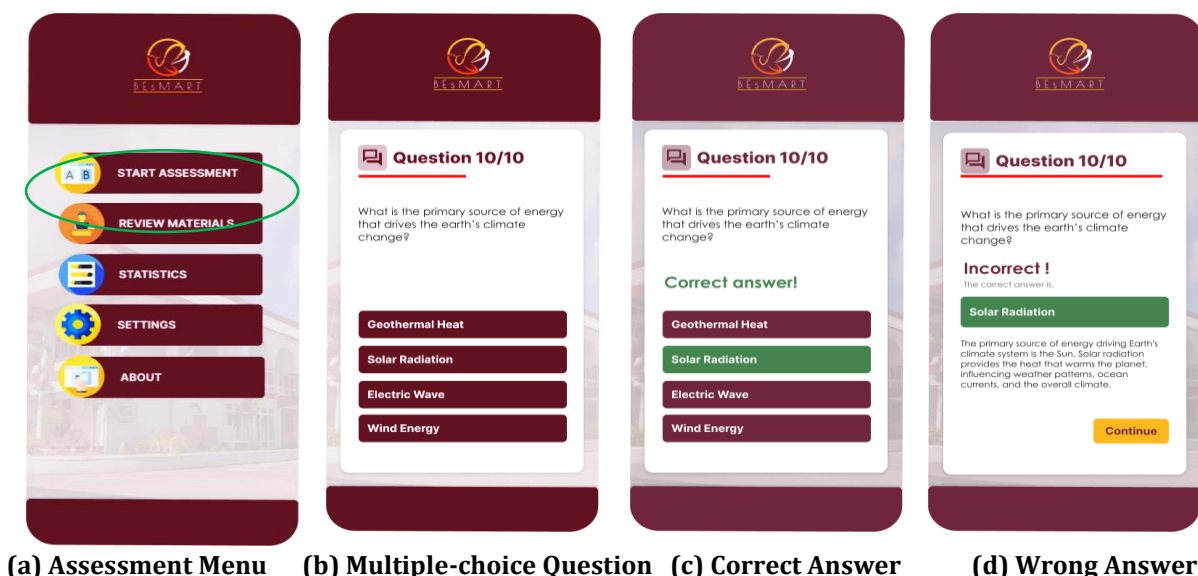 BEsMART
A B
START ASSESSMENT
REVIEW MATERIALS
STATISTICS
SETTINGS
ABOUT
BEsMART
Question 10/10
What is the primary source of energy
that drives the earth's climate
change?
Geothermal Heat
Solar Radiation
Electric Wave
Wind Energy
BEsMART
Question 10/10
What is the primary source of energy
that drives the earth's climate
change?
Correct answer!
Geothermal Heat
Solar Radiation
Electric Wave
Wind Energy
BEsMART
Question 10/10
What is the primary source of energy
that drives the earth's climate
change?
Incorrect !
The correct answer is.
Solar Radiation
The primary source of energy driving Earth's
climate system is the Sun. Solar radiation
provides the heat that warms the planet,
influencing weather patterns, ocean
currents, and the overall climate.
Continue
(a) Assessment Menu
(b) Multiple-choice Question
(c) Correct Answer
(d) Wrong Answer